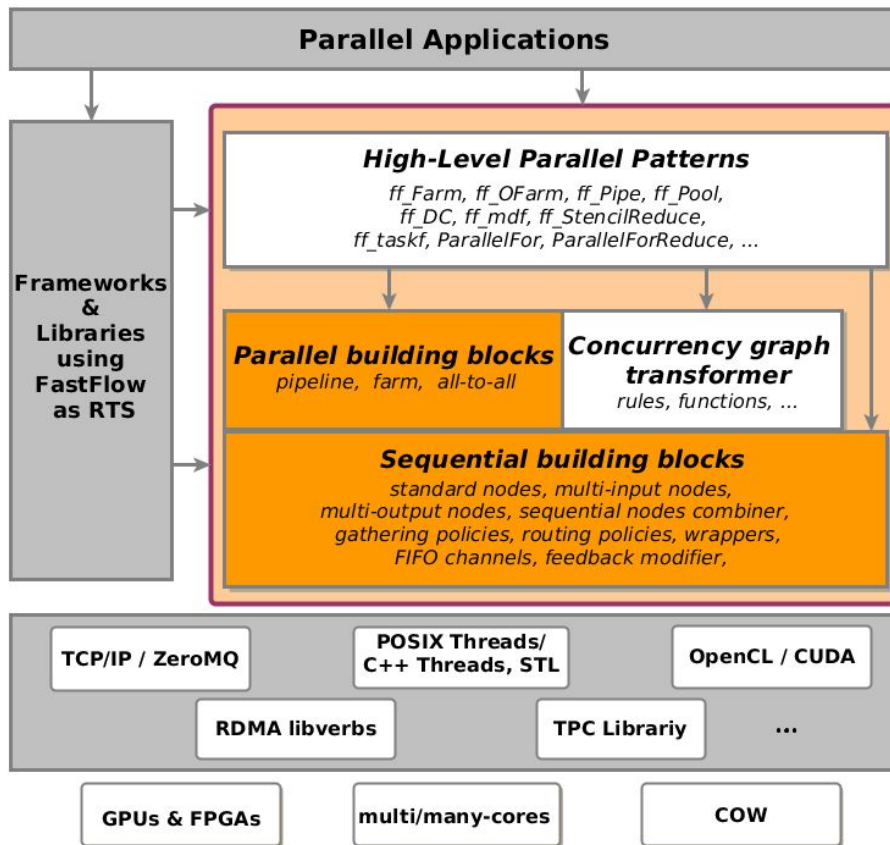 Parallel Applications
High-Level Parallel Patterns
ff_Farm, ff_OFarm, ff_Pipe, ff_Pool,
ff_DC, ff_mdf, ff_StencilReduce,
ff_taskf, ParallelFor, ParallelForReduce, ...
Frameworks
&
Libraries
using
FastFlow
as RTS
Parallel building blocks
pipeline, farm, all-to-all
Concurrency graph
transformer
rules, functions, ...
Sequential building blocks
standard nodes, multi-input nodes,
multi-output nodes, sequential nodes combiner,
gathering policies, routing policies, wrappers,
FIFO channels, feedback modifier,
TCP/IP / ZeroMQ
POSIX Threads/
C++ Threads, STL
OpenCL / CUDA
RDMA libverbs
TPC Librariy
...
GPUs & FPGAs
multi/many-cores
COW